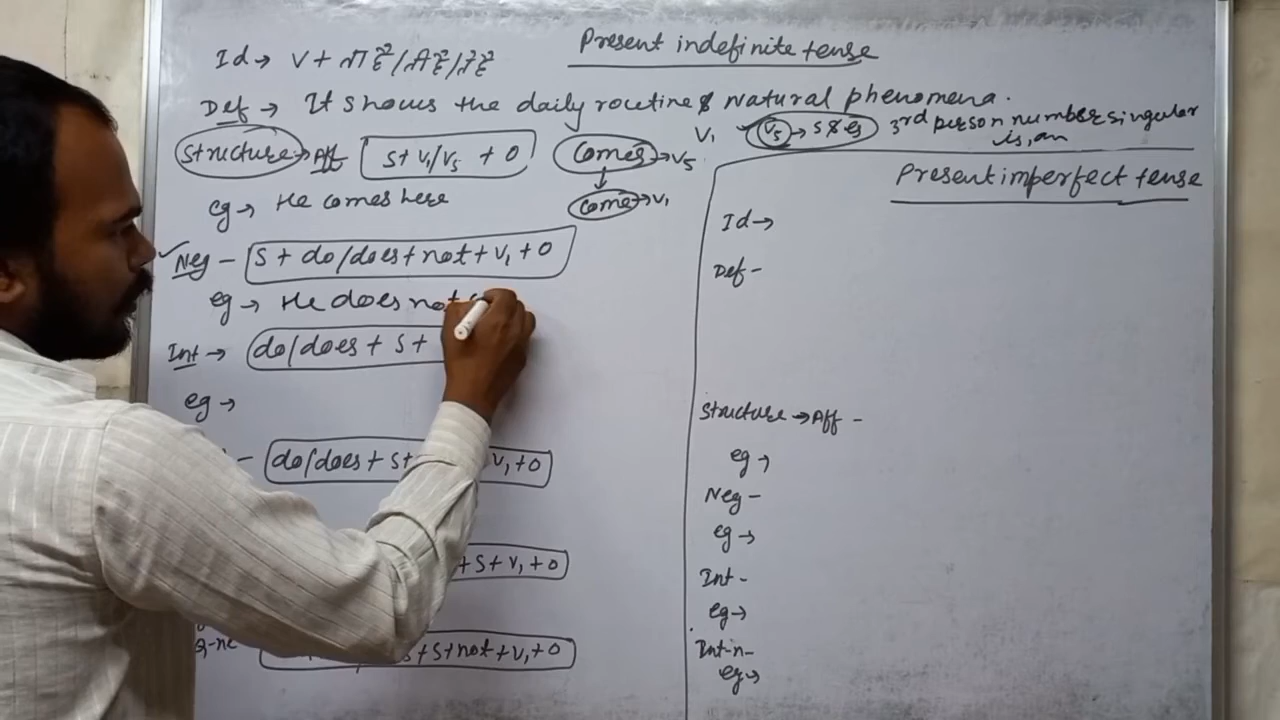 Present indefinite tense
Id → V + ता है/ती है/ते है
Def → It shows the daily routine & natural phenomena.
V₁ V₅ → s & es 3rd person number singular
is, an
Structure → Aff S + V₁/V₅ + O Comes → V₅
eg → He comes here Come → V₁
Neg - S + do/does + not + V₁ + O
eg → He does not
Int → do/does + S +
eg →
- do/does + S+ V₁ + O
+ S + V₁ + O
S + not + V₁ + O
Present imperfect tense
Id →
Def -
Structure → Aff -
eg →
Neg -
eg →
Int -
eg →
Int-n-
eg →